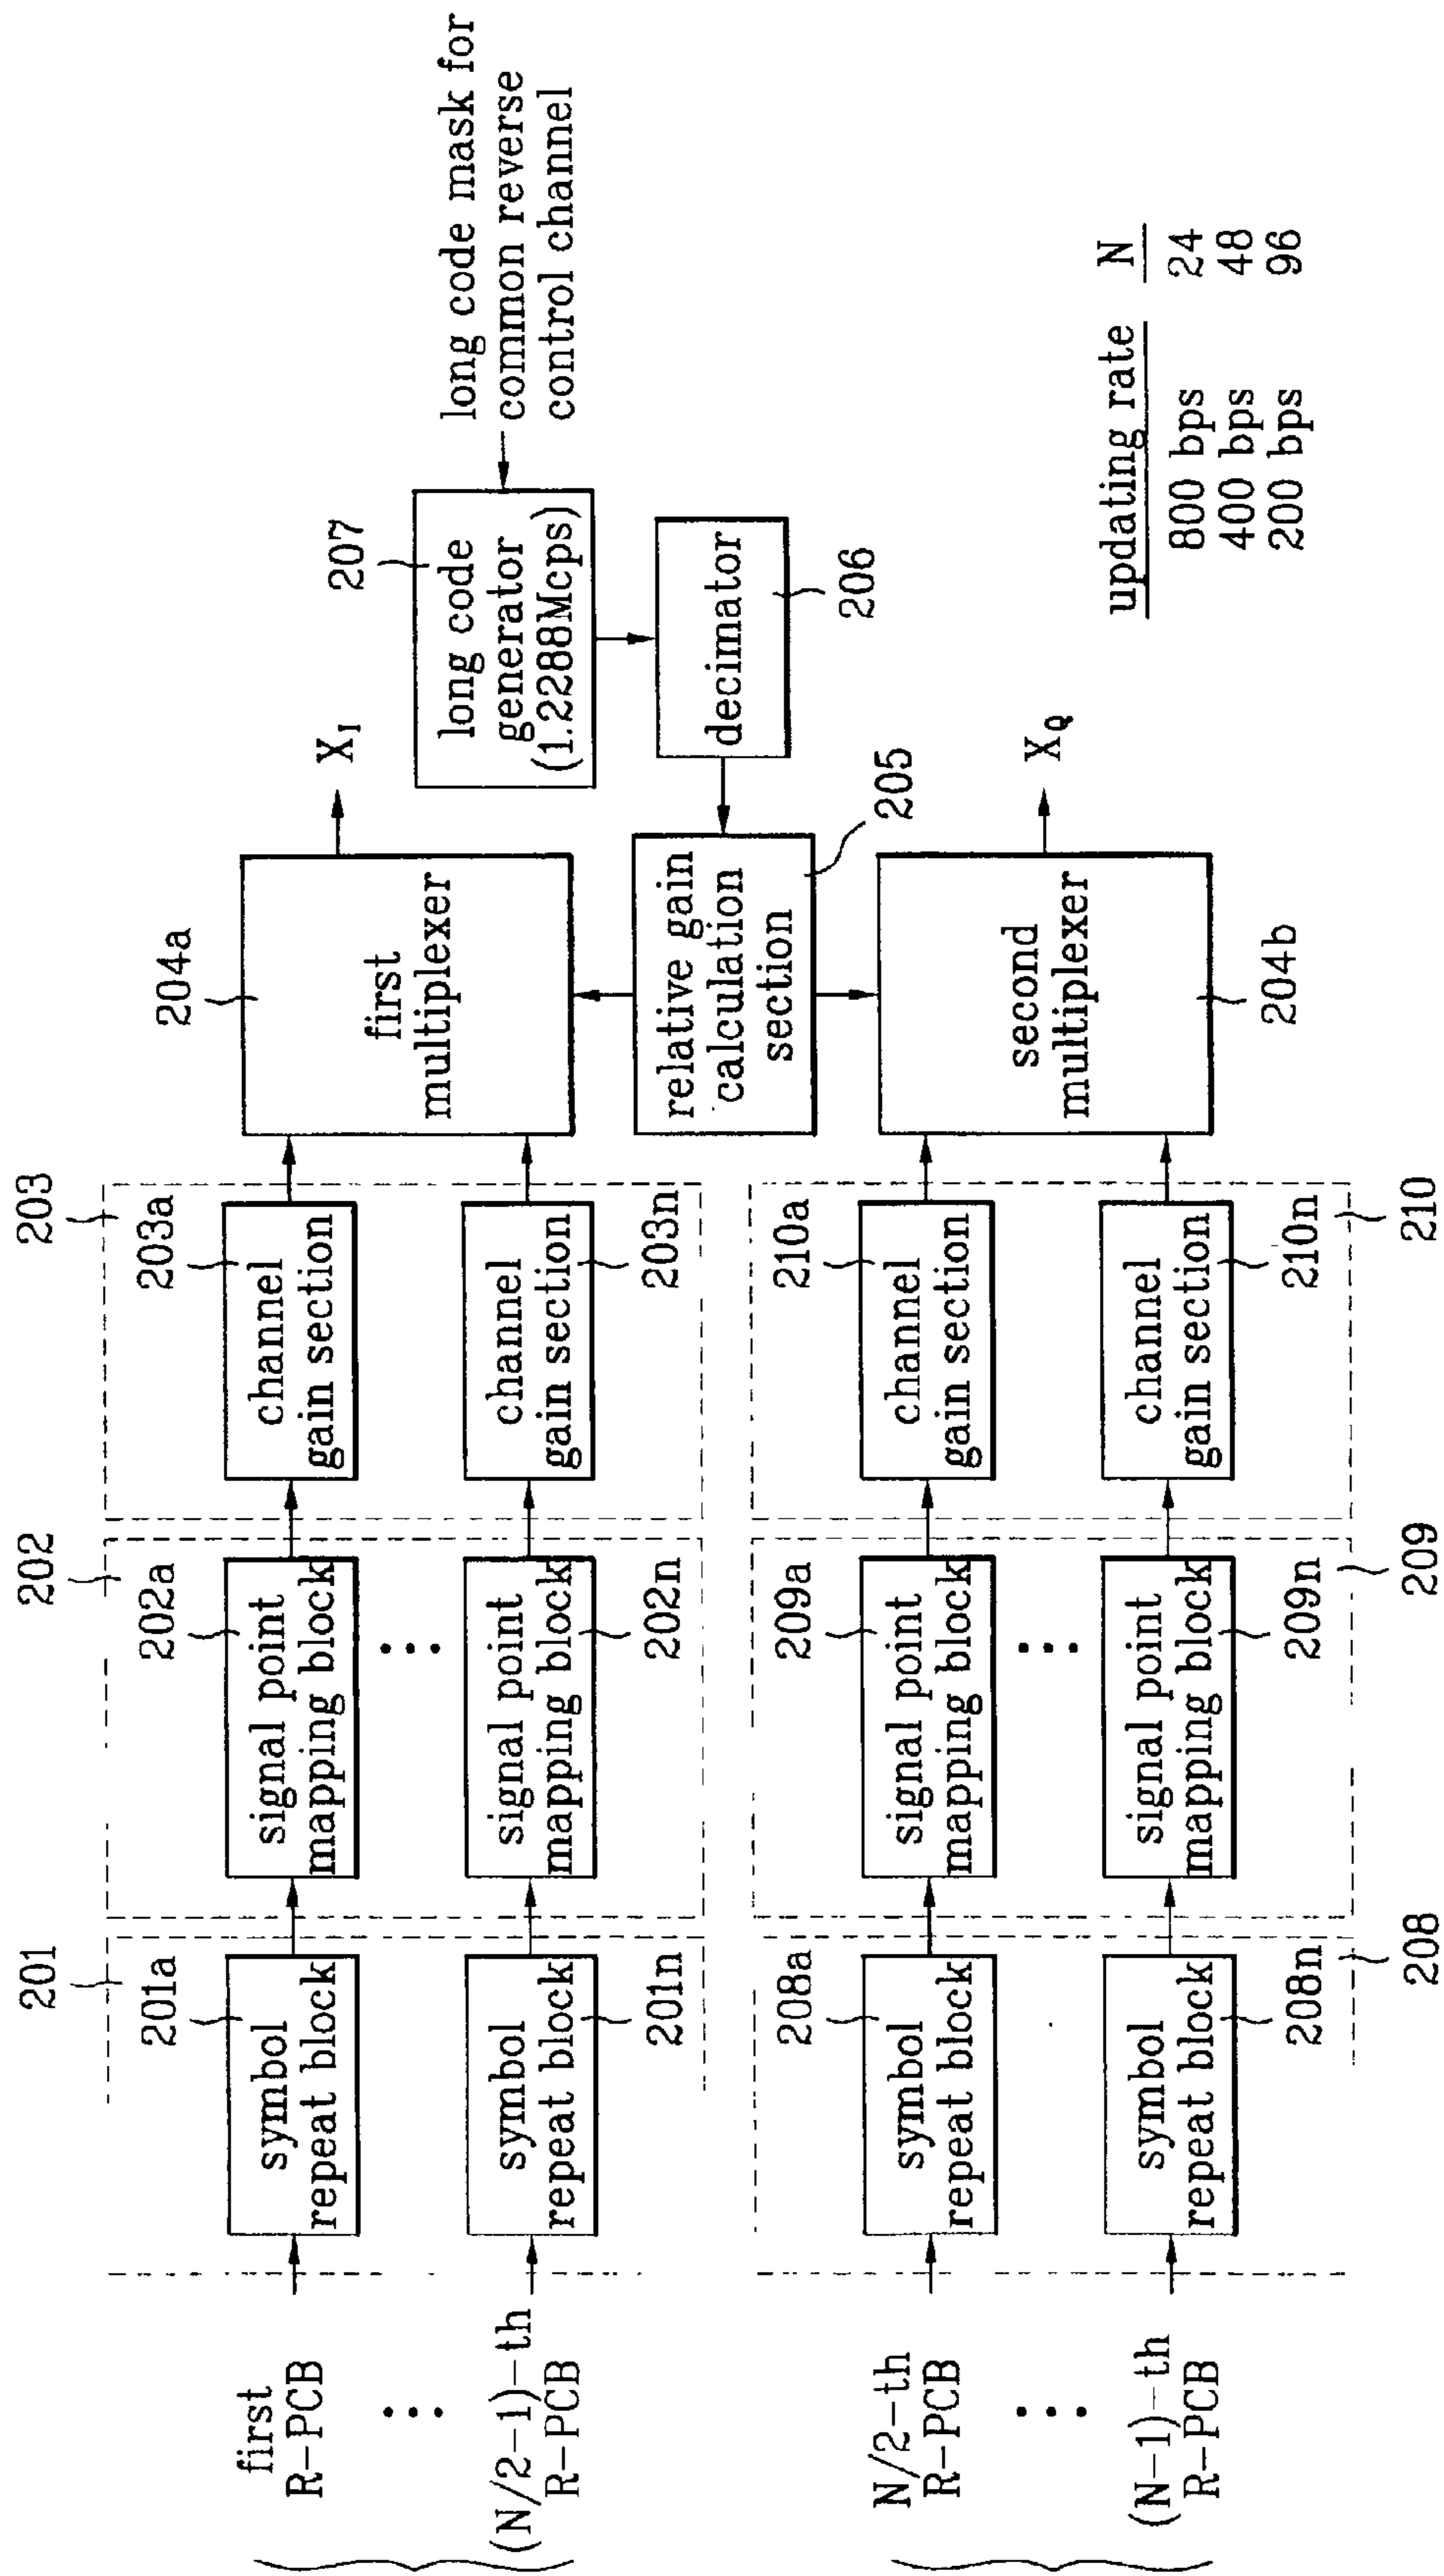 first
R-PCB
(N/2-1)-th
R-PCB
N/2-th
R-PCB
(N-1)-th
R-PCB
201
201a
symbol
repeat block
symbol
repeat block
201n
208a
symbol
repeat block
symbol
repeat block
208n
208
202
202a
signal point
mapping block
signal point
mapping block
202n
209a
signal point
mapping block
signal point
mapping block
209n
209
203
203a
channel
gain section
channel
gain section
203n
210a
channel
gain section
channel
gain section
210n
210
204a
first
multiplexer
X_I
relative gain
calculation
section
205
second
multiplexer
204b
X_Q
207
long code
generator
(1.2288Mcps)
decimator
206
long code mask for
common reverse
control channel
updating rate N
800 bps 24
400 bps 48
200 bps 96